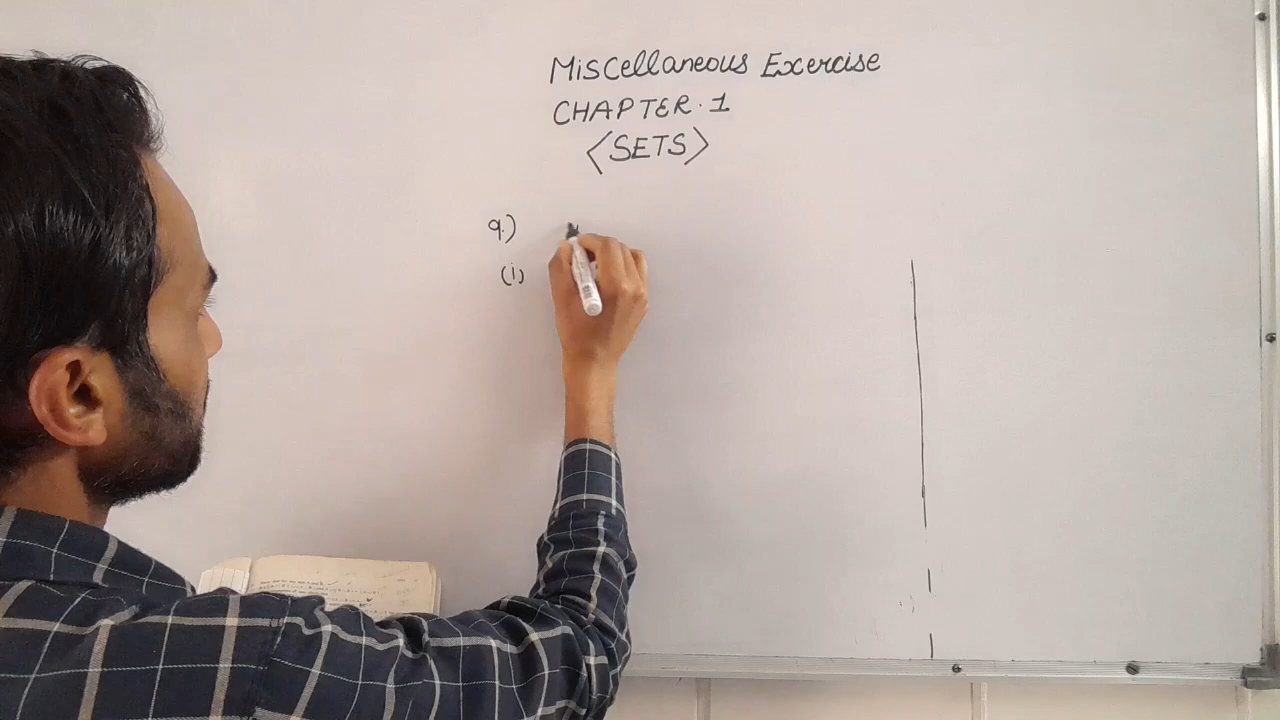 Miscellaneous Exercise
CHAPTER.1
<SETS>
9.)
(i)